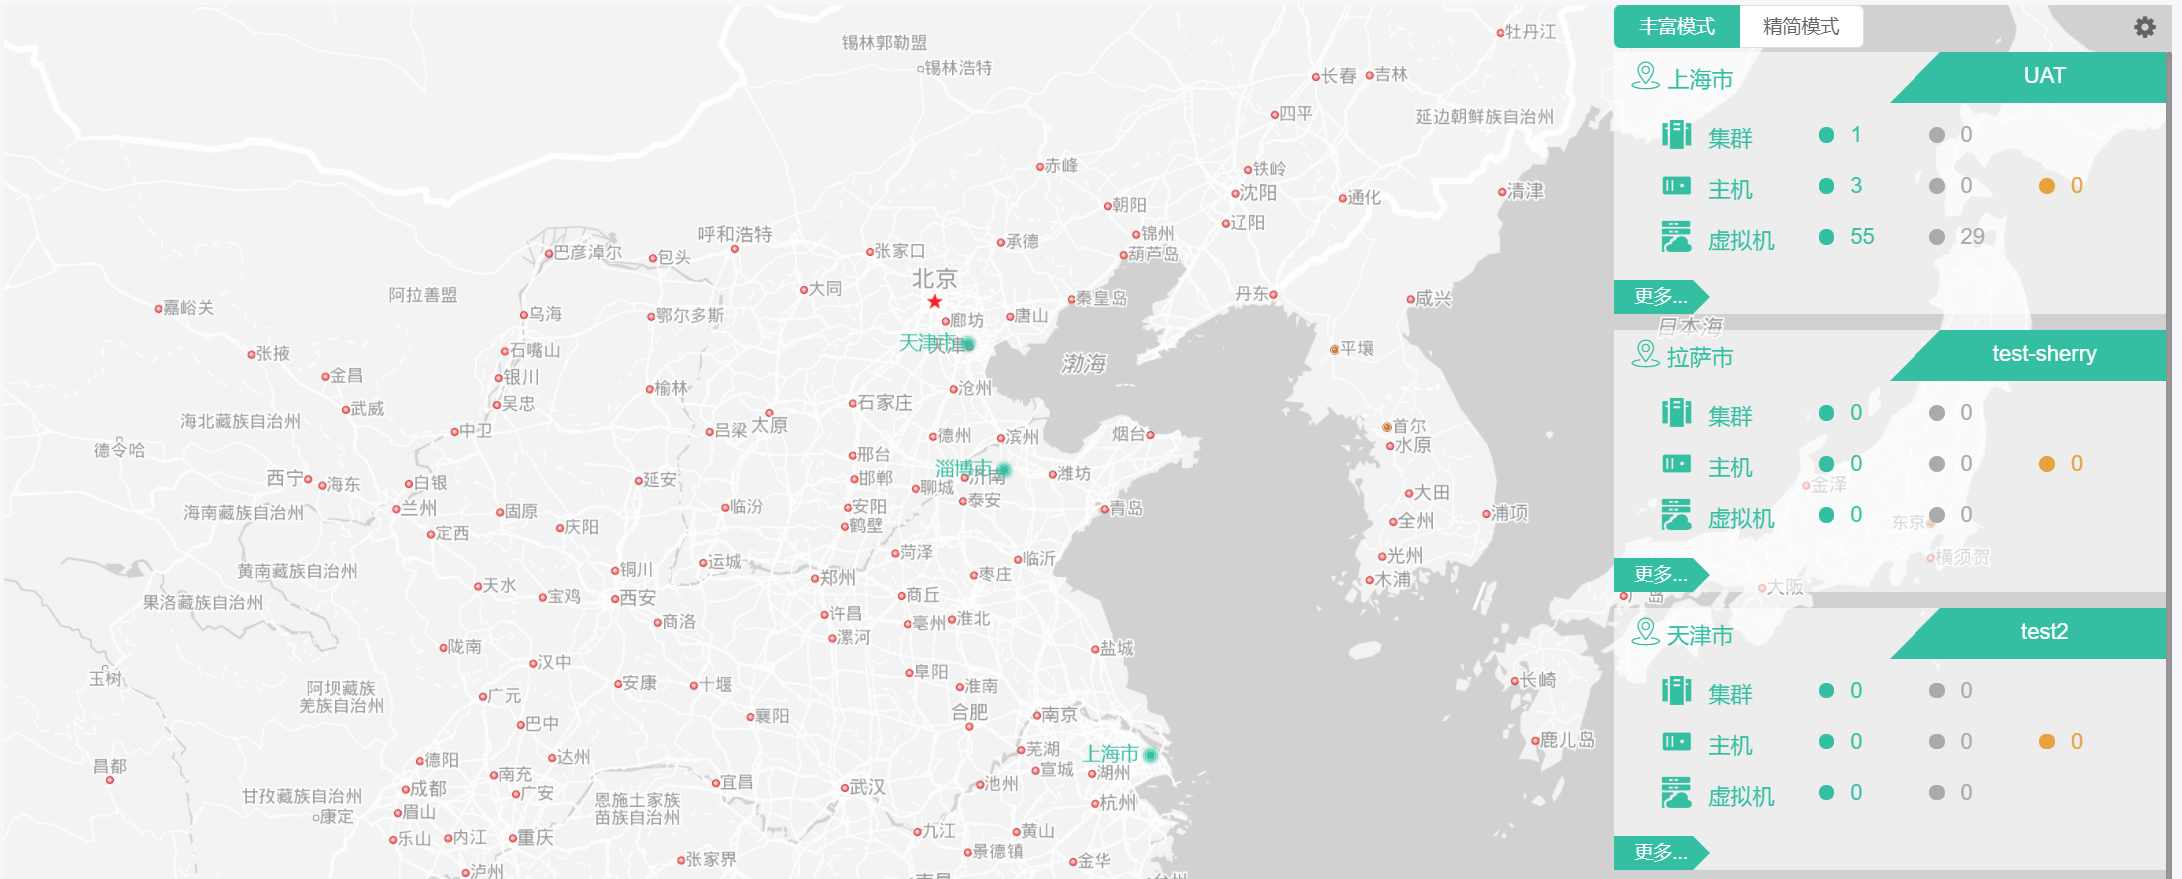 丰富模式
精简模式
上海市
UAT
集群 1 0
主机 3 0 0
虚拟机 55 29
更多...
拉萨市
test-sherry
集群 0 0
主机 0 0 0
虚拟机 0 0
更多...
天津市
test2
集群 0 0
主机 0 0 0
虚拟机 0 0
更多...
牡丹江
锡林郭勒盟
锡林浩特
长春
吉林
四平
延边朝鲜族自治州
赤峰
铁岭
沈阳
通化
清津
朝阳
辽阳
锦州
葫芦岛
呼和浩特
巴彦淖尔
包头
张家口
承德
北京
大同
阿拉善盟
嘉峪关
乌海
鄂尔多斯
廊坊
唐山
秦皇岛
丹东
咸兴
日本海
天津市
天津
张掖
石嘴山
平壤
渤海
金昌
银川
榆林
沧州
武威
吴忠
石家庄
海北藏族自治州
中卫
吕梁
太原
德州
滨州
烟台
首尔
水原
德令哈
邢台
淄博市
济南
西宁
海东
白银
延安
邯郸
聊城
潍坊
大田
金泽
海南藏族自治州
兰州
固原
临汾
安阳
泰安
青岛
全州
浦项
东京
定西
庆阳
鹤壁
黄南藏族自治州
铜川
运城
菏泽
临沂
光州
横须贺
天水
郑州
枣庄
木浦
大阪
果洛藏族自治州
宝鸡
西安
商丘
广岛
商洛
许昌
亳州
淮北
漯河
陇南
盐城
汉中
玉树
阿坝藏族
羌族自治州
安康
十堰
阜阳
淮南
长崎
广元
巴中
襄阳
合肥
南京
鹿儿岛
昌都
德阳
达州
芜湖
上海市
南充
宣城
湖州
成都
广安
宜昌
武汉
池州
杭州
甘孜藏族自治州
康定
眉山
恩施土家族
苗族自治州
乐山
内江
重庆
九江
黄山
景德镇
张家界
金华
泸州
南昌
台州